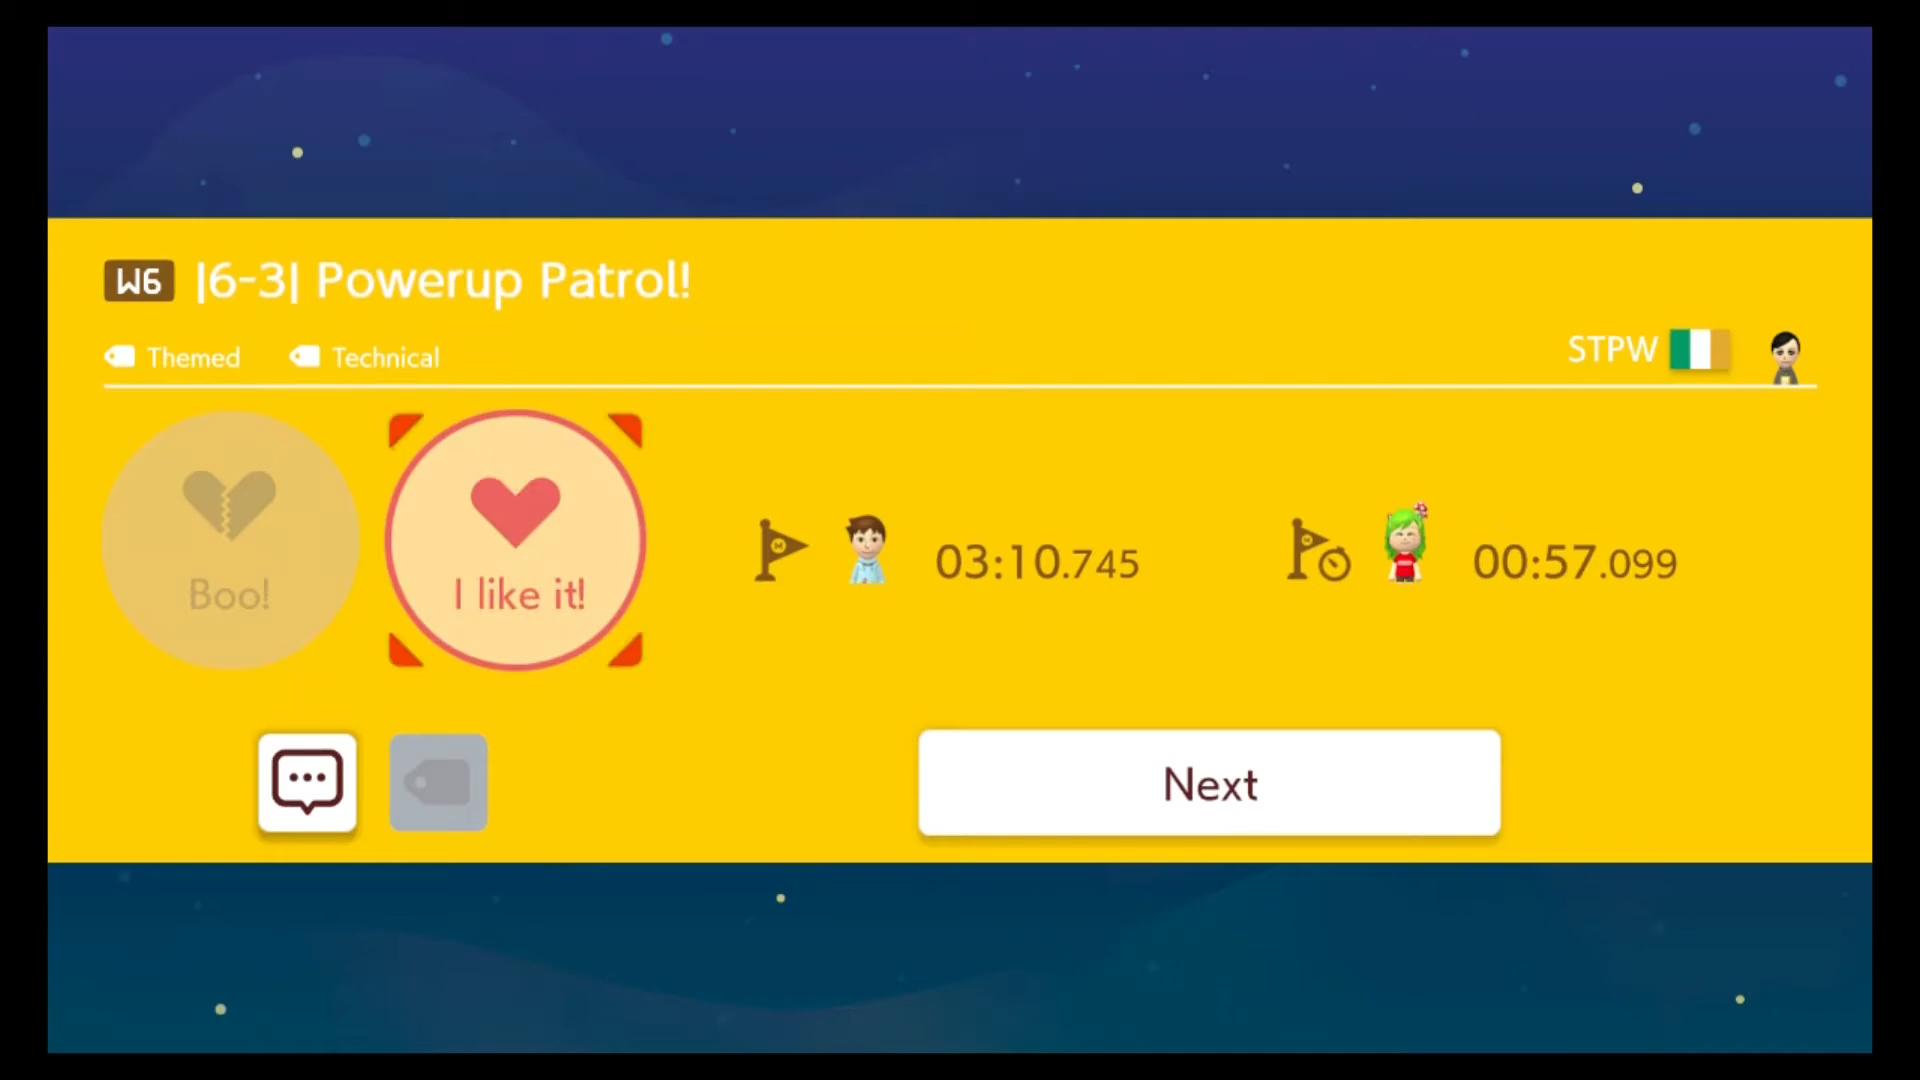 W6 |6-3| Powerup Patrol!
Themed Technical
STPW
Boo!
I like it!
M 03:10.745
M 00:57.099
Next